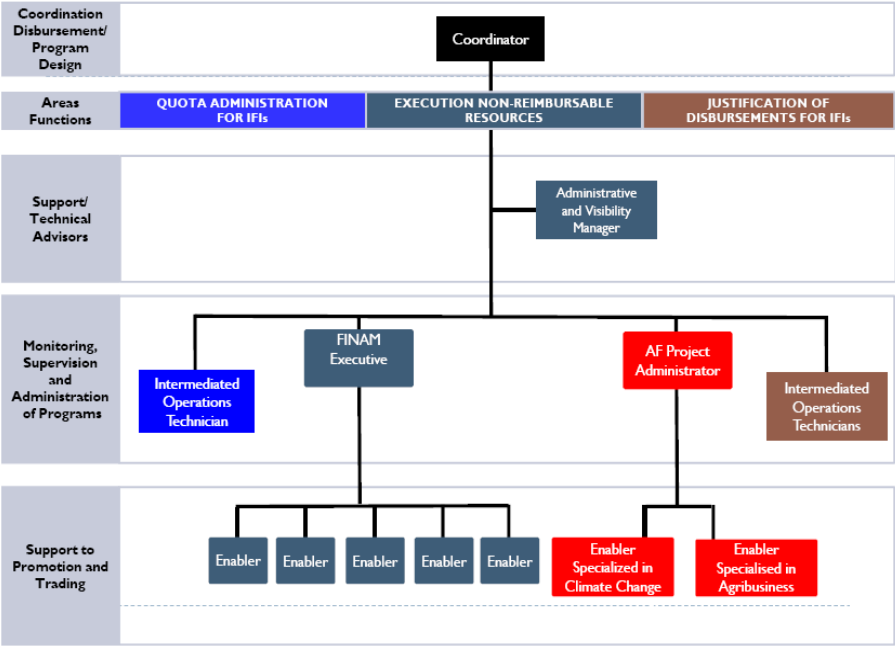 Coordination
Disbursement/
Program
Design
Coordinator
Areas
Functions
QUOTA ADMINISTRATION
FOR IFIs
EXECUTION NON-REIMBURSABLE
RESOURCES
JUSTIFICATION OF
DISBURSEMENTS FOR IFIs
Support/
Technical
Advisors
Administrative
and Visibility
Manager
Monitoring,
Supervision
and
Administration
of Programs
Intermediated
Operations
Technician
FINAM
Executive
AF Project
Administrator
Intermediated
Operations
Technicians
Support to
Promotion and
Trading
Enabler
Enabler
Enabler
Enabler
Enabler
Enabler
Specialized in
Climate Change
Enabler
Specialised in
Agribusiness